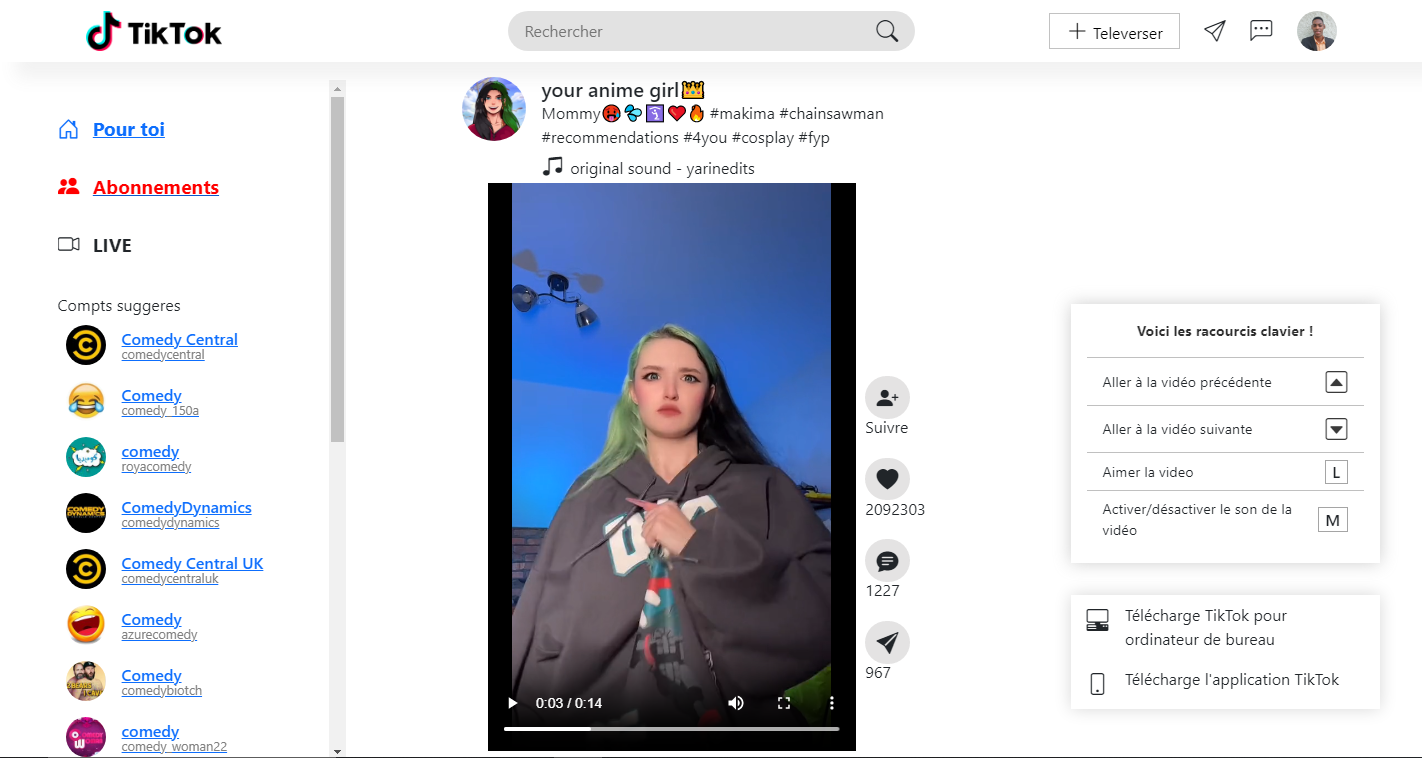 TikTok
Rechercher
Televerser
Pour toi
Abonnements
LIVE
Compts suggeres
Comedy Central
comedycentral
Comedy
comedy_150a
comedy
royacomedy
COMEDY
DYNAMICS
ComedyDynamics
comedydynamics
Comedy Central UK
comedycentraluk
Comedy
azurecomedy
Comedy
comedybiotch
comedy
comedy_woman22
your anime girl👑
Mommy🥵💦🛐❤️🔥 #makima #chainsawman
#recommendations #4you #cosplay #fyp
original sound - yarinedits
0:03 / 0:14
Suivre
2092303
1227
967
Voici les racourcis clavier !
Aller à la vidéo précédente
Aller à la vidéo suivante
Aimer la video
L
Activer/désactiver le son de la
vidéo
M
Télécharge TikTok pour
ordinateur de bureau
Télécharge l'application TikTok